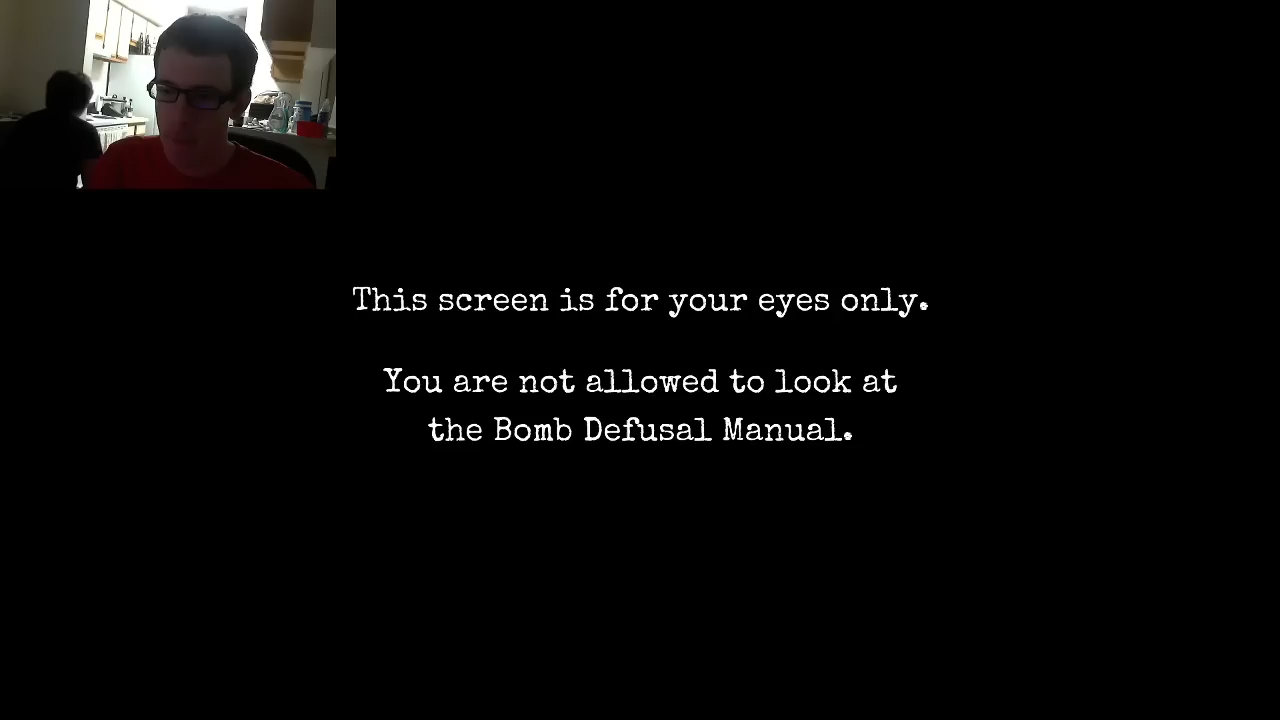 This screen is for your eyes only.
You are not allowed to look at
the Bomb Defusal Manual.